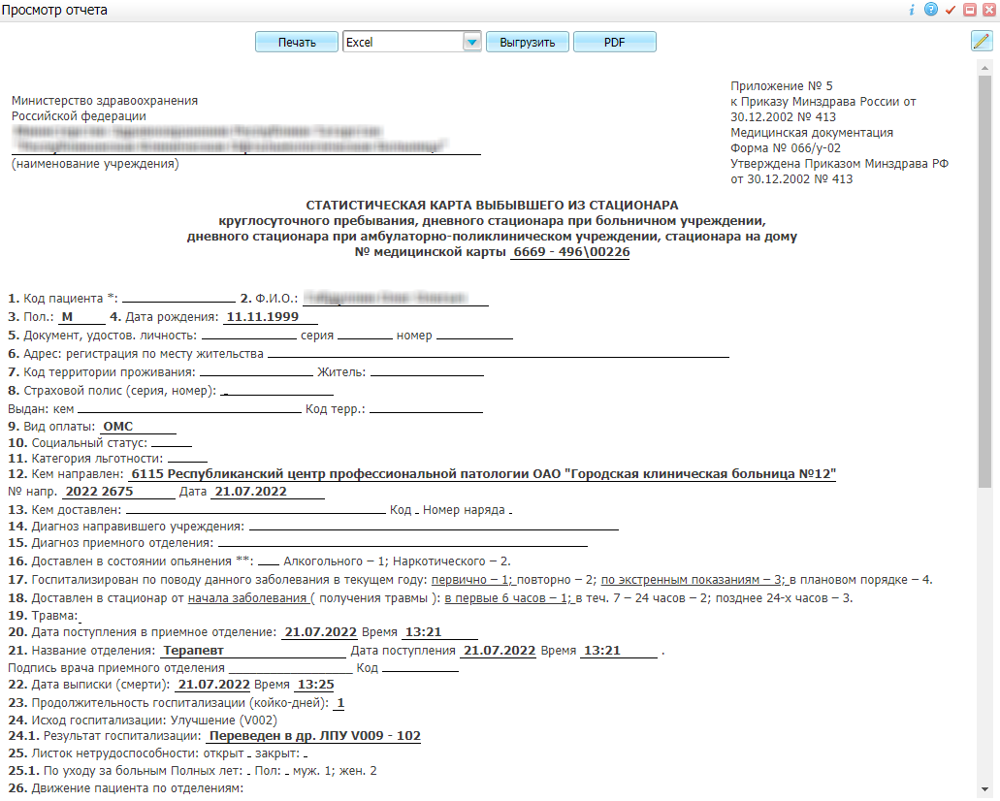 Просмотр отчета
Печать
Excel
Выгрузить
PDF
Министерство здравоохранения
Российской федерации
(наименование учреждения)
Приложение № 5
к Приказу Минздрава России от
30.12.2002 № 413
Медицинская документация
Форма № 066/у-02
Утверждена Приказом Минздрава РФ
от 30.12.2002 № 413
СТАТИСТИЧЕСКАЯ КАРТА ВЫБЫВШЕГО ИЗ СТАЦИОНАРА
круглосуточного пребывания, дневного стационара при больничном учреждении,
дневного стационара при амбулаторно-поликлиническом учреждении, стационара на дому
№ медицинской карты 6669 - 496\00226
1. Код пациента *: 2. Ф.И.О.:
3. Пол.: М 4. Дата рождения: 11.11.1999
5. Документ, удостов. личность: серия номер
6. Адрес: регистрация по месту жительства
7. Код территории проживания: Житель:
8. Страховой полис (серия, номер):
Выдан: кем Код терр.:
9. Вид оплаты: ОМС
10. Социальный статус:
11. Категория льготности:
12. Кем направлен: 6115 Республиканский центр профессиональной патологии ОАО "Городская клиническая больница №12"
№ напр. 2022 2675 Дата 21.07.2022
13. Кем доставлен: Код Номер наряда
14. Диагноз направившего учреждения:
15. Диагноз приемного отделения:
16. Доставлен в состоянии опьянения **: Алкогольного – 1; Наркотического – 2.
17. Госпитализирован по поводу данного заболевания в текущем году: первично – 1; повторно – 2; по экстренным показаниям – 3; в плановом порядке – 4.
18. Доставлен в стационар от начала заболевания ( получения травмы ): в первые 6 часов – 1; в теч. 7 – 24 часов – 2; позднее 24-х часов – 3.
19. Травма:
20. Дата поступления в приемное отделение: 21.07.2022 Время 13:21
21. Название отделения: Терапевт Дата поступления 21.07.2022 Время 13:21 .
Подпись врача приемного отделения ___________________ Код
22. Дата выписки (смерти): 21.07.2022 Время 13:25
23. Продолжительность госпитализации (койко-дней): 1
24. Исход госпитализации: Улучшение (V002)
24.1. Результат госпитализации: Переведен в др. ЛПУ V009 - 102
25. Листок нетрудоспособности: открыт закрыт:
25.1. По уходу за больным Полных лет: Пол: муж. 1; жен. 2
26. Движение пациента по отделениям: